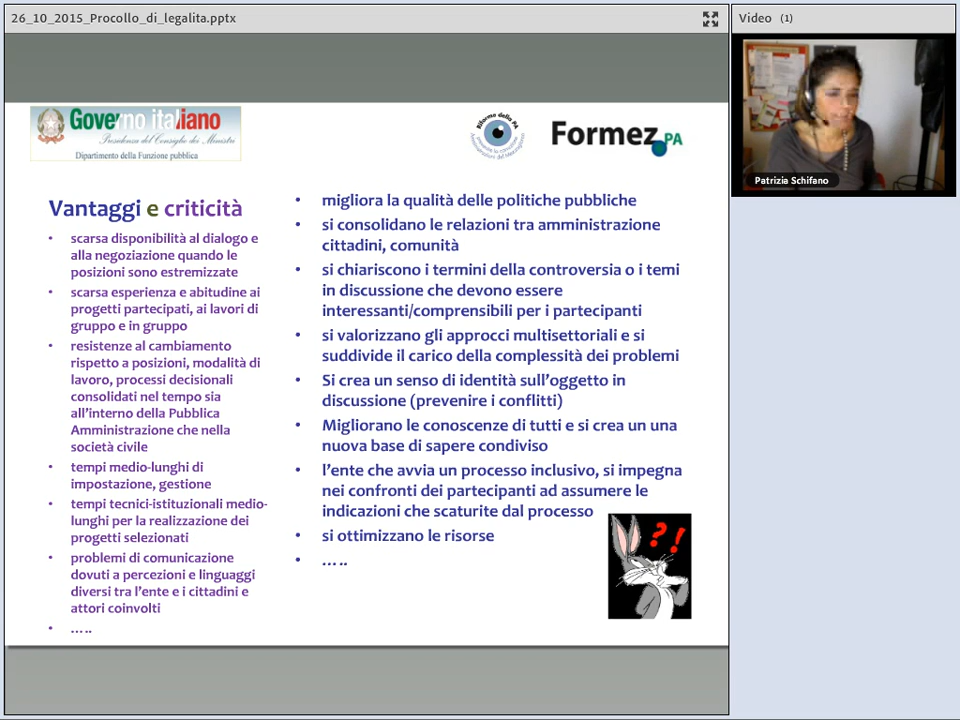 26_10_2015_Procollo_di_legalita.pptx
Video (1)
Patrizia Schifano
Governo italiano
Presidenza del Consiglio dei Ministri
Dipartimento della Funzione pubblica
Riforme della PA
Formez PA
Vantaggi e criticità
• scarsa disponibilità al dialogo e
alla negoziazione quando le
posizioni sono estremizzate
• scarsa esperienza e abitudine ai
progetti partecipati, ai lavori di
gruppo e in gruppo
• resistenze al cambiamento
rispetto a posizioni, modalità di
lavoro, processi decisionali
consolidati nel tempo sia
all’interno della Pubblica
Amministrazione che nella
società civile
• tempi medio-lunghi di
impostazione, gestione
• tempi tecnici-istituzionali medio-
lunghi per la realizzazione dei
progetti selezionati
• problemi di comunicazione
dovuti a percezioni e linguaggi
diversi tra l’ente e i cittadini e
attori coinvolti
• …..
• migliora la qualità delle politiche pubbliche
• si consolidano le relazioni tra amministrazione
cittadini, comunità
• si chiariscono i termini della controversia o i temi
in discussione che devono essere
interessanti/comprensibili per i partecipanti
• si valorizzano gli approcci multisettoriali e si
suddivide il carico della complessità dei problemi
• Si crea un senso di identità sull’oggetto in
discussione (prevenire i conflitti)
• Migliorano le conoscenze di tutti e si crea un una
nuova base di sapere condiviso
• l’ente che avvia un processo inclusivo, si impegna
nei confronti dei partecipanti ad assumere le
indicazioni che scaturite dal processo
• si ottimizzano le risorse
• …..
?!